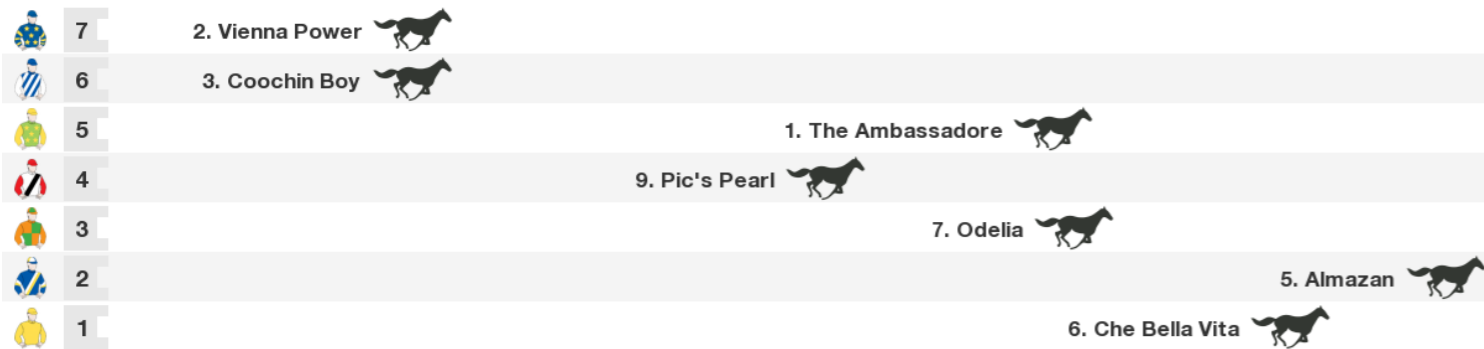 7 2. Vienna Power
6 3. Coochin Boy
5 1. The Ambassadore
4 9. Pic's Pearl
3 7. Odelia
2 5. Almazan
1 6. Che Bella Vita